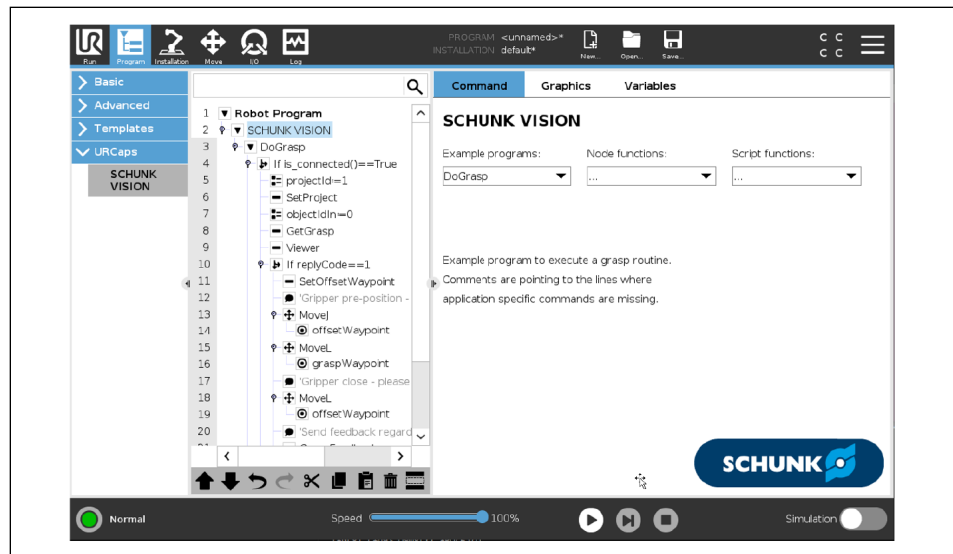 PROGRAM <unnamed>*
INSTALLATION default*
Run Program Installation Move I/O Log New... Open... Save...
C C
C C
Basic
Advanced
Templates
URCaps
SCHUNK
VISION
1 Robot Program
2 SCHUNK VISION
3 DoGrasp
4 If is_connected()==True
5 projectId≔1
6 SetProject
7 objectIdIn≔0
8 GetGrasp
9 Viewer
10 If replyCode==1
11 SetOffsetWaypoint
12 'Gripper pre-position -
13 MoveJ
14 offsetWaypoint
15 MoveL
16 graspWaypoint
17 'Gripper close - please
18 MoveL
19 offsetWaypoint
20 'Send feedback regard
Command Graphics Variables
SCHUNK VISION
Example programs: Node functions: Script functions:
DoGrasp ... ...
Example program to execute a grasp routine.
Comments are pointing to the lines where
application specific commands are missing.
SCHUNK
Normal
Speed 100%
Simulation